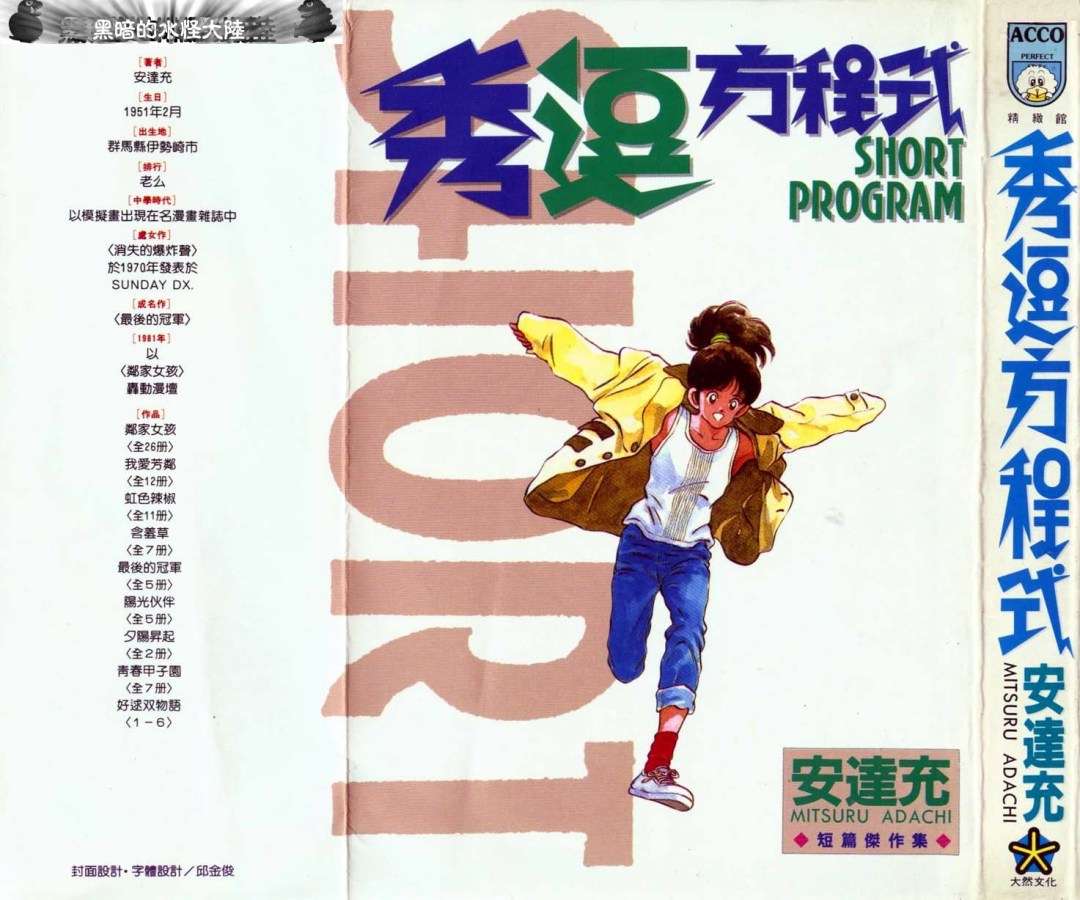 黑暗的水怪大陸…
[著者]
安達充
[生日]
1951年2月
[出生地]
群馬縣伊勢崎市
[排行]
老么
[中學時代]
以模擬畫出現在名漫畫雜誌中
[處女作]
〈消失的爆炸聲〉
於1970年發表於
SUNDAY DX.
[成名作]
〈最後的冠軍〉
[1981年]
以
〈鄰家女孩〉
轟動漫壇
[作品]
鄰家女孩
〈全26册〉
我愛芳鄰
〈全12册〉
虹色辣椒
〈全11册〉
含羞草
〈全7册〉
最後的冠軍
〈全5册〉
陽光伙伴
〈全5册〉
夕陽昇起
〈全2册〉
青春甲子園
〈全7册〉
好逑双物語
〈1－6〉
封面設計・字體設計／邱金俊
SHORT
秀逗方程式
SHORT
PROGRAM
安達充
MITSURU ADACHI
短篇傑作集
ACCO
PERFECT
精緻館
秀逗方程式
安達充
MITSURU ADACHI
大然文化